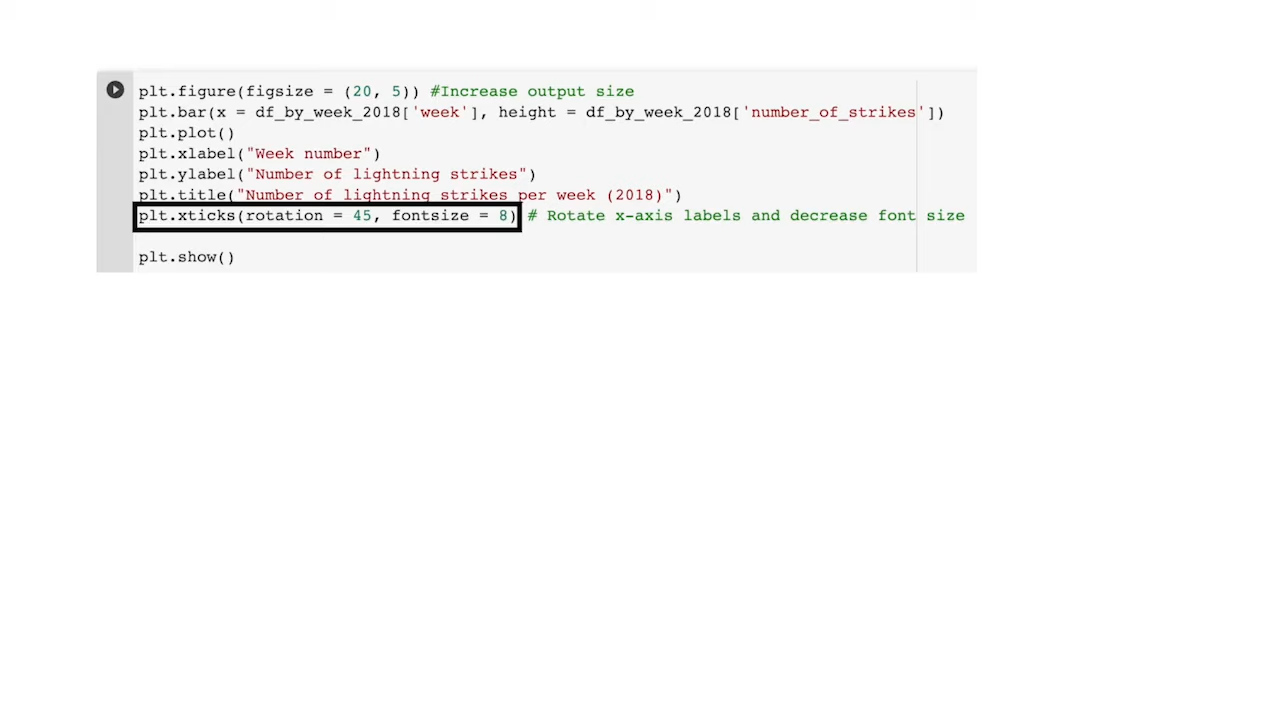 plt.figure(figsize = (20, 5)) #Increase output size
plt.bar(x = df_by_week_2018['week'], height = df_by_week_2018['number_of_strikes'])
plt.plot()
plt.xlabel("Week number")
plt.ylabel("Number of lightning strikes")
plt.title("Number of lightning strikes per week (2018)")
plt.xticks(rotation = 45, fontsize = 8) # Rotate x-axis labels and decrease font size
plt.show()